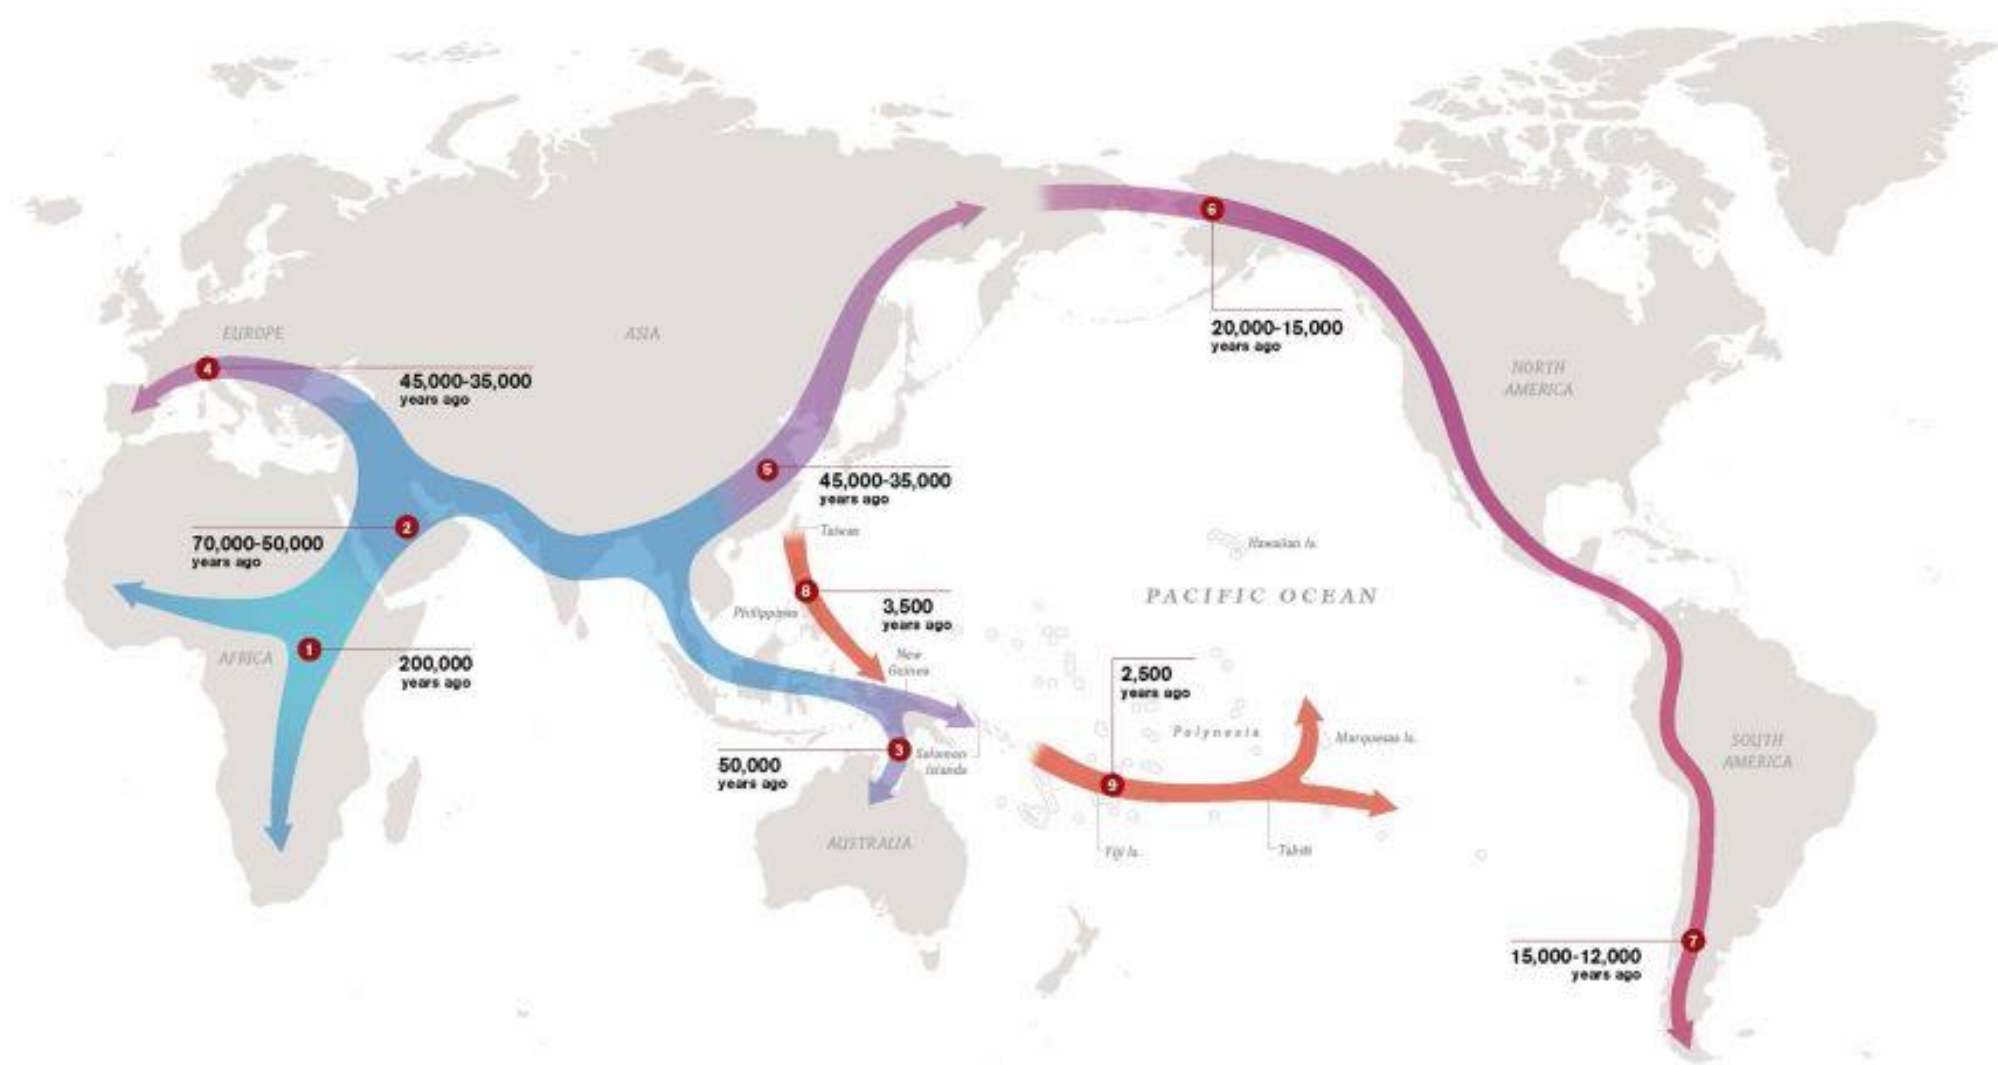 6
20,000-15,000
years ago
EUROPE
ASIA
4
45,000-35,000
years ago
NORTH
AMERICA
5
45,000-35,000
years ago
2
70,000-50,000
years ago
Taiwan
Hawaiian Is.
PACIFIC OCEAN
8
3,500
years ago
Philippines
1
AFRICA
200,000
years ago
New
Guinea
2,500
years ago
Polynesia
Marquesas Is.
3
50,000
years ago
Solomon
Islands
9
SOUTH
AMERICA
AUSTRALIA
Fiji Is.
Tahiti
7
15,000-12,000
years ago